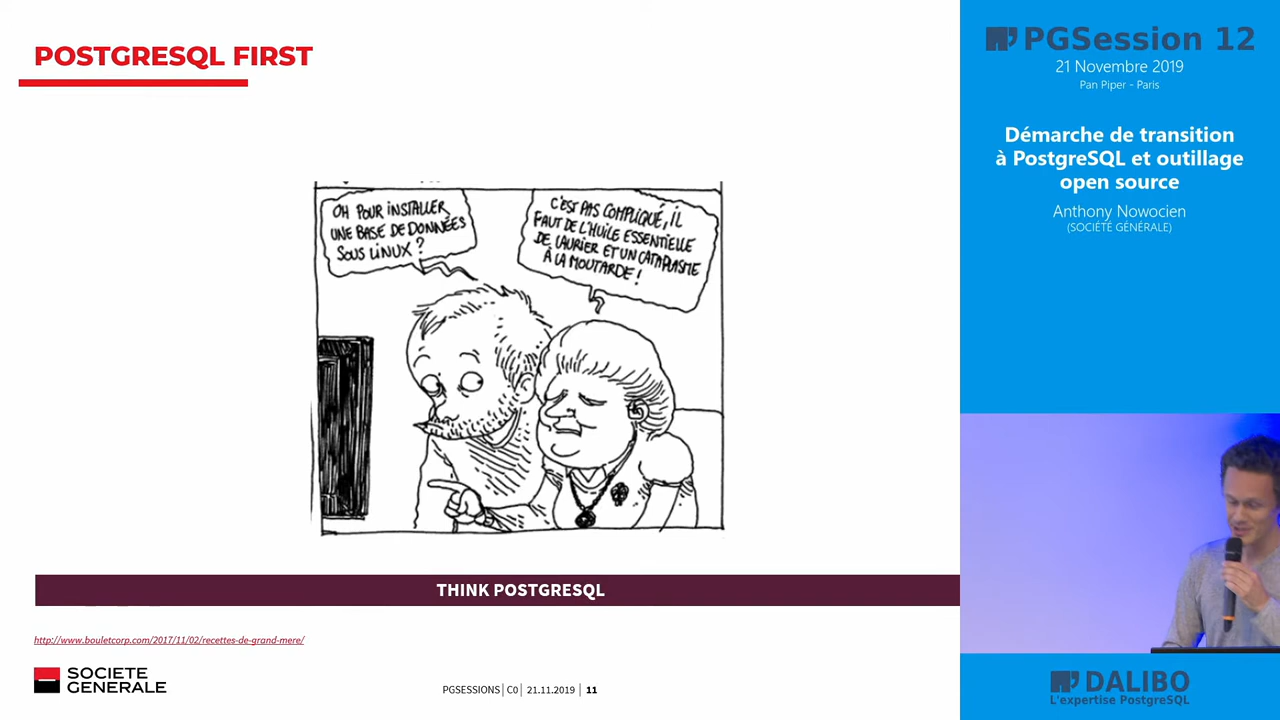 POSTGRESQL FIRST
OH POUR INSTALLER
UNE BASE DE DONNÉES
SOUS LINUX ?
C'EST PAS COMPLIQUÉ, IL
FAUT DE L'HUILE ESSENTIELLE
DE LAURIER ET UN CATAPLASME
À LA MOUTARDE !
THINK POSTGRESQL
http://www.bouletcorp.com/2017/11/02/recettes-de-grand-mere/
SOCIETE
GENERALE
PGSESSIONS | C0 | 21.11.2019 | 11
PGSession 12
21 Novembre 2019
Pan Piper - Paris
Démarche de transition
à PostgreSQL et outillage
open source
Anthony Nowocien
(SOCIÉTÉ GÉNÉRALE)
DALIBO
L'expertise PostgreSQL